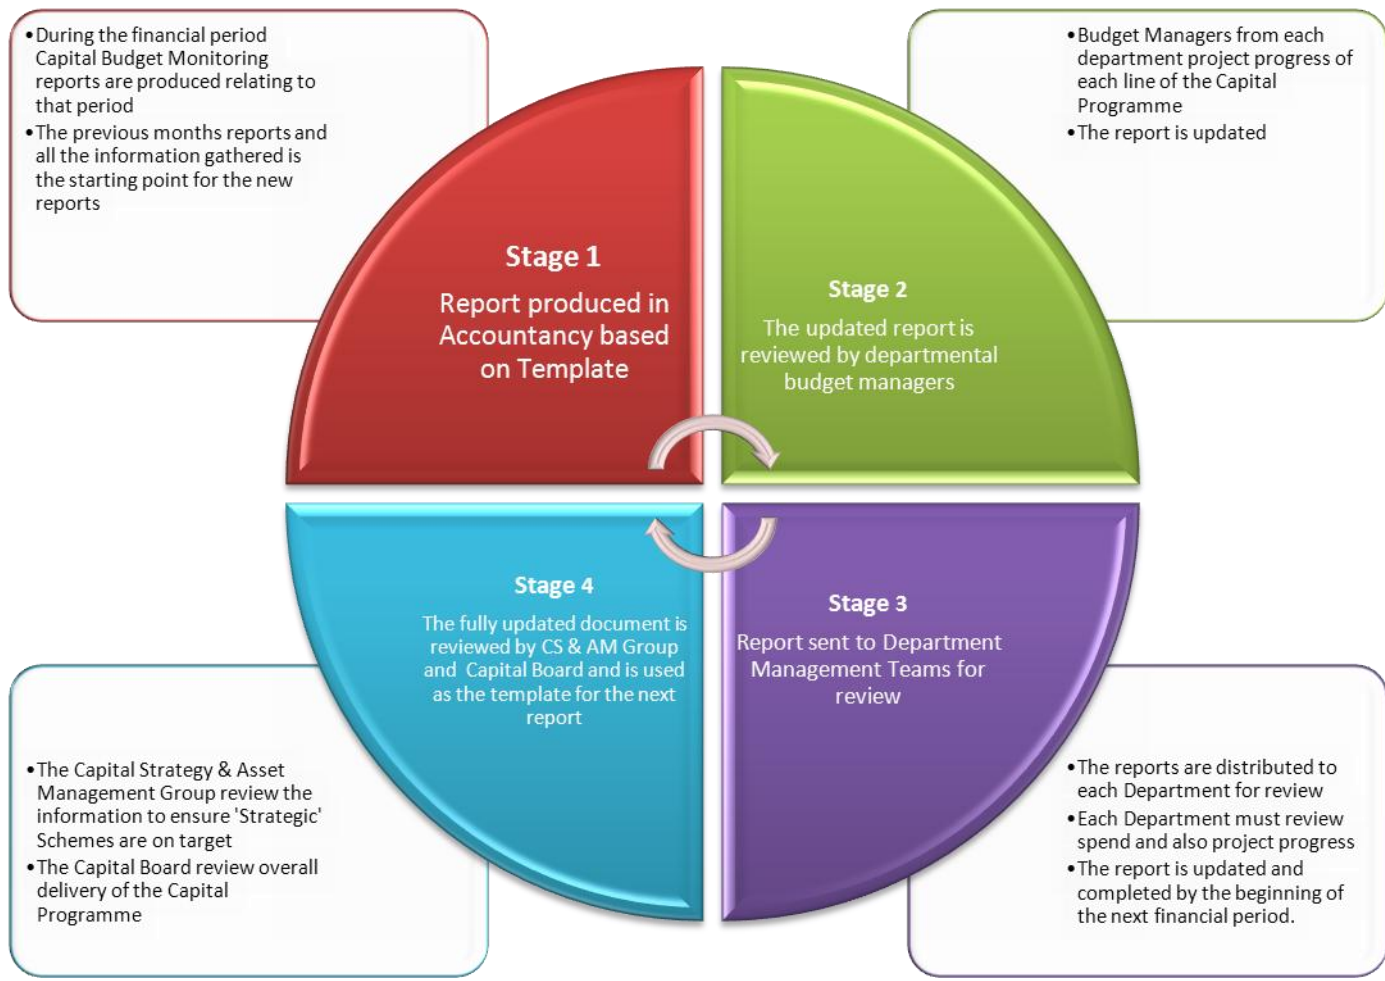 •During the financial period
Capital Budget Monitoring
reports are produced relating to
that period
•The previous months reports and
all the information gathered is
the starting point for the new
reports
•Budget Managers from each
department project progress of
each line of the Capital
Programme
•The report is updated
Stage 1
Report produced in
Accountancy based
on Template
Stage 2
The updated report is
reviewed by departmental
budget managers
Stage 4
The fully updated document is
reviewed by CS & AM Group
and Capital Board and is used
as the template for the next
report
Stage 3
Report sent to Department
Management Teams for
review
•The Capital Strategy & Asset
Management Group review the
information to ensure 'Strategic'
Schemes are on target
•The Capital Board review overall
delivery of the Capital
Programme
•The reports are distributed to
each Department for review
•Each Department must review
spend and also project progress
•The report is updated and
completed by the beginning of
the next financial period.